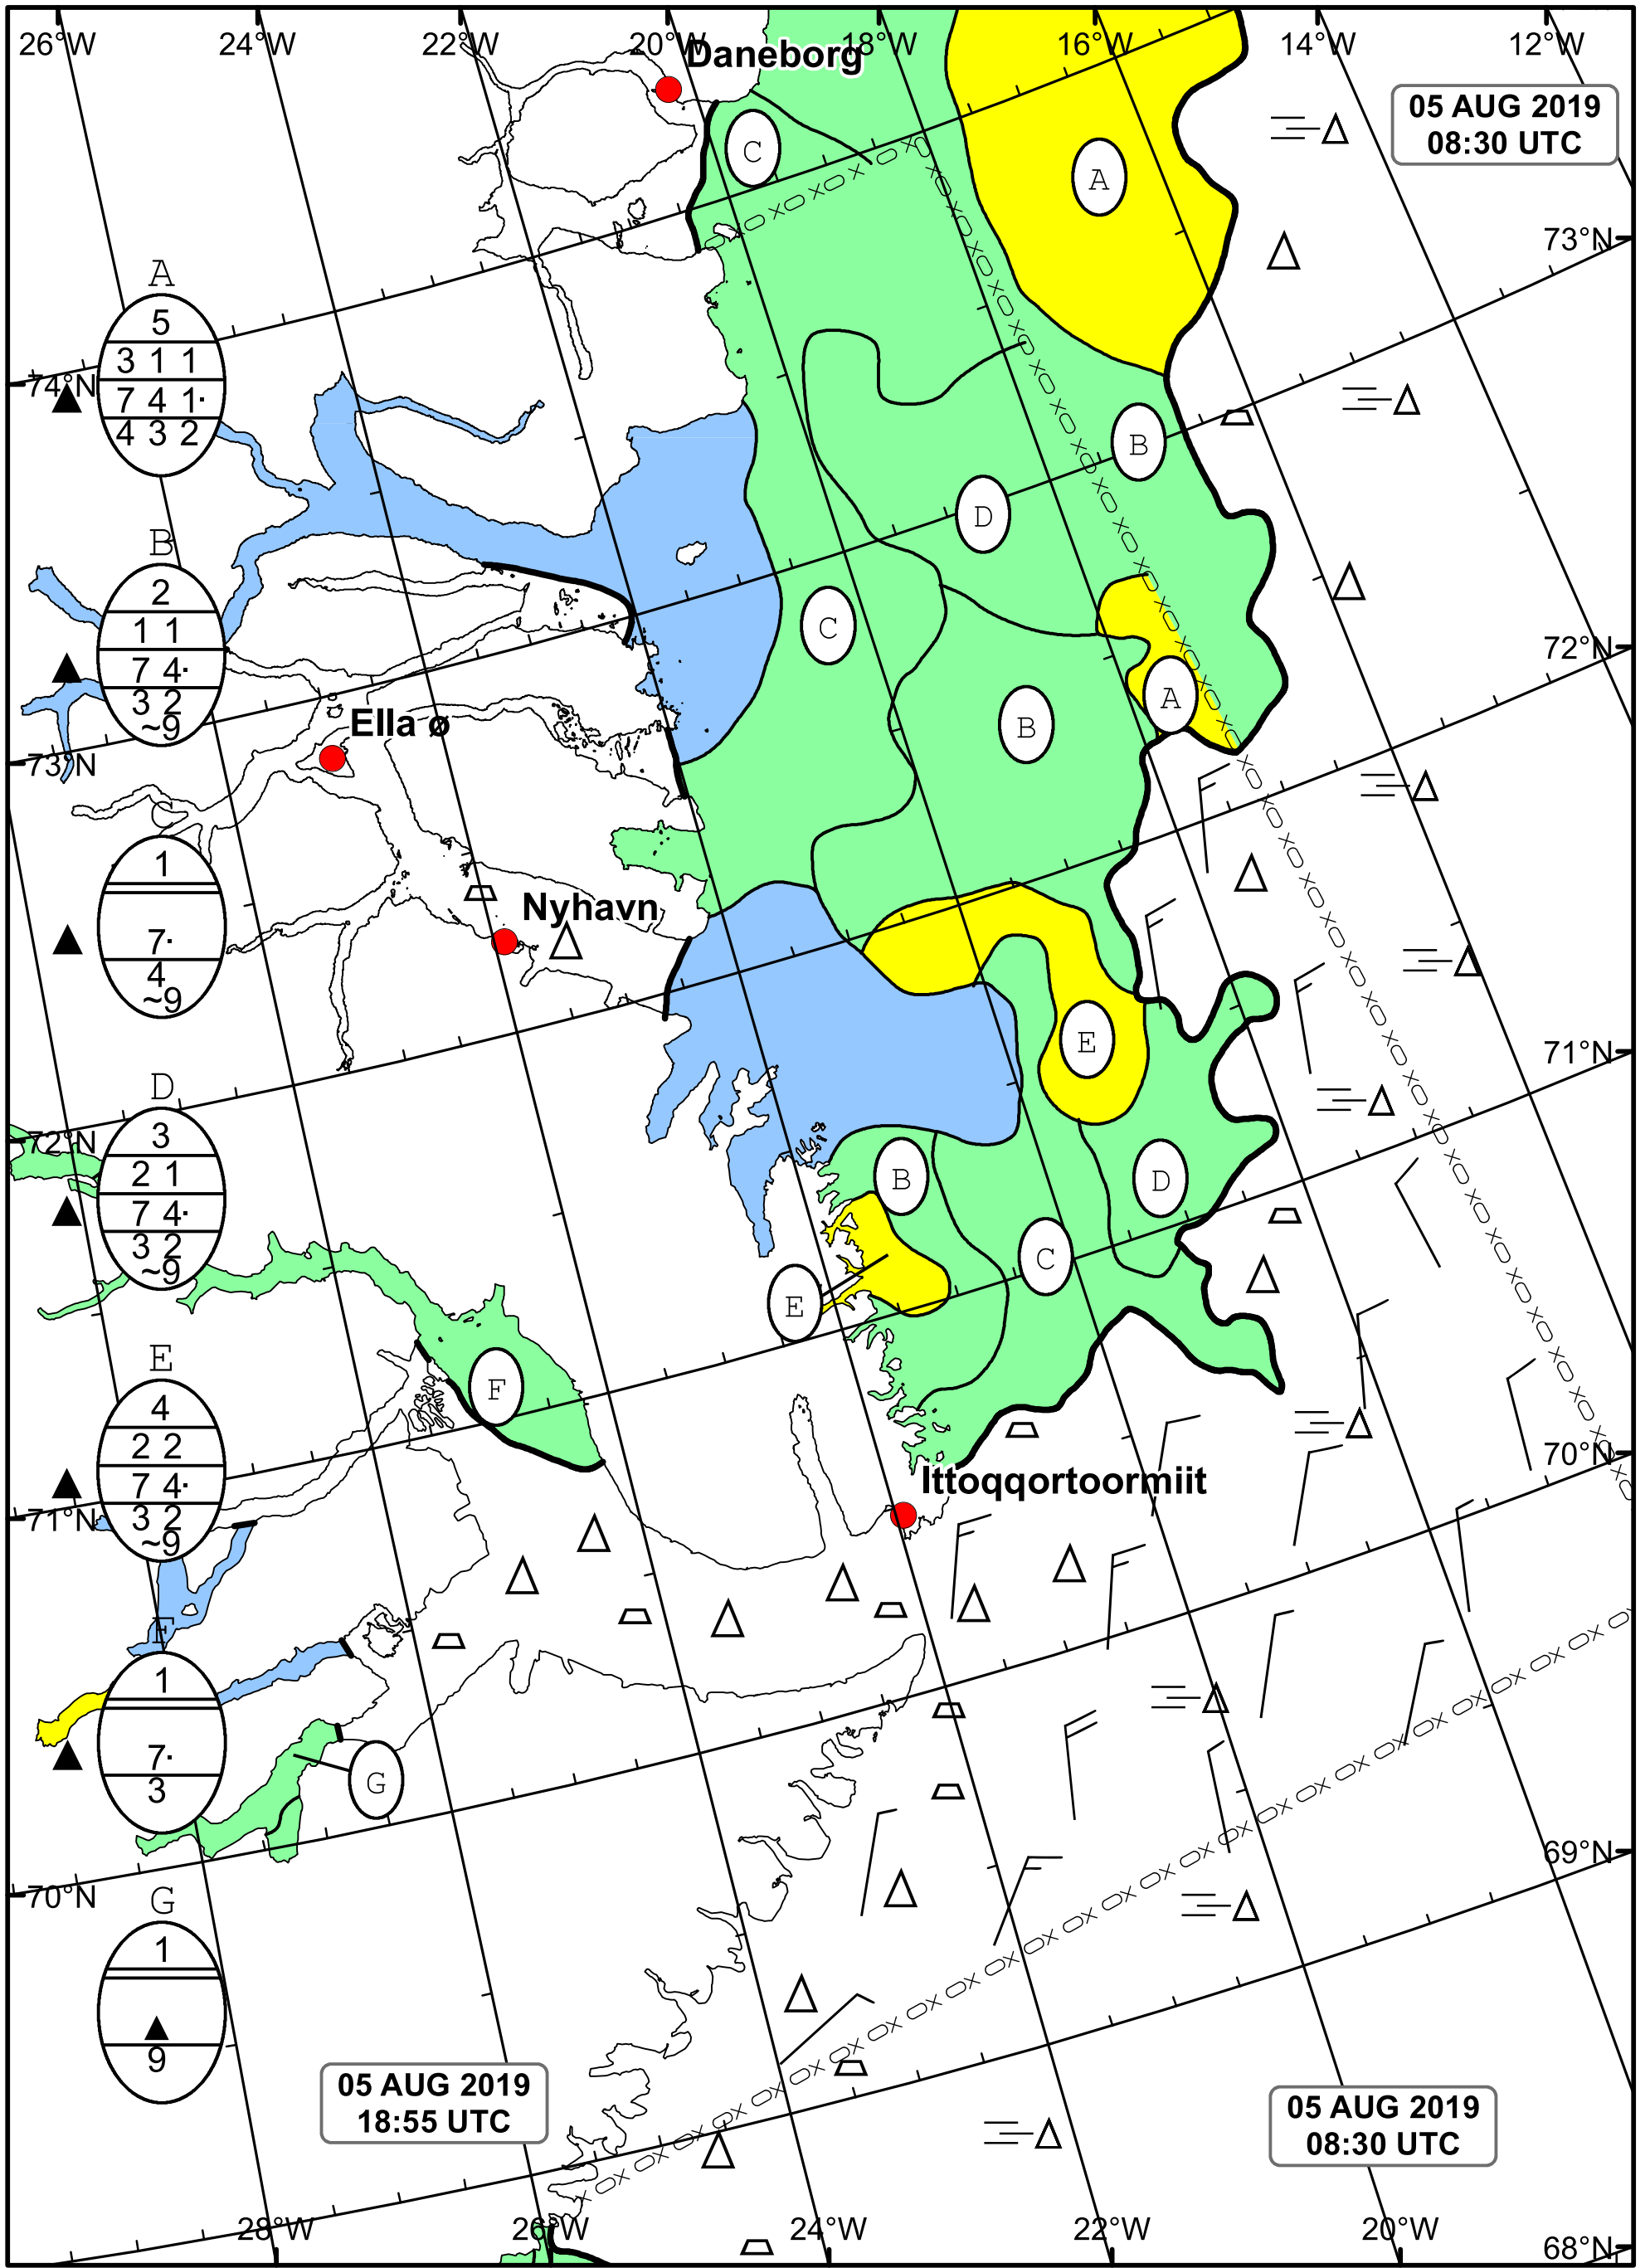 26°W 24°W 22°W 20°W 18°W 16°W 14°W 12°W
Daneborg
05 AUG 2019
08:30 UTC
C
A
73°N
A
5
3 1 1
7 4 1·
4 3 2
74°N
B
D
B
2
1 1
7 4·
3 2
~9
C
72°N
A
B
Ella ø
73°N
C
1
7·
4
~9
Nyhavn
E
71°N
D
3
2 1
7 4·
3 2
~9
72°N
B
D
C
E
E
4
2 2
7 4·
3 2
~9
F
70°N
Ittoqqortoormiit
71°N
F
1
7·
3
G
69°N
70°N
G
1
9
05 AUG 2019
18:55 UTC
05 AUG 2019
08:30 UTC
28°W 26°W 24°W 22°W 20°W
68°N